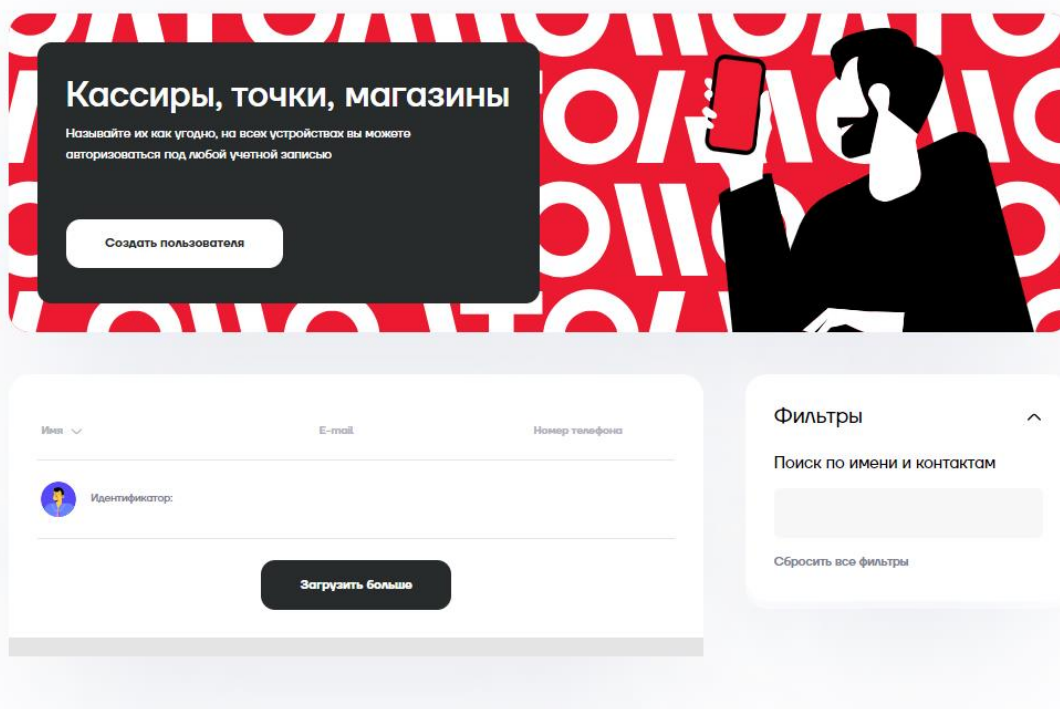 Кассиры, точки, магазины
Называйте их как угодно, на всех устройствах вы можете
авторизоваться под любой учетной записью
Создать пользователя
Имя
E-mail
Номер телефона
Идентификатор:
Загрузить больше
Фильтры
Поиск по имени и контактам
Сбросить все фильтры